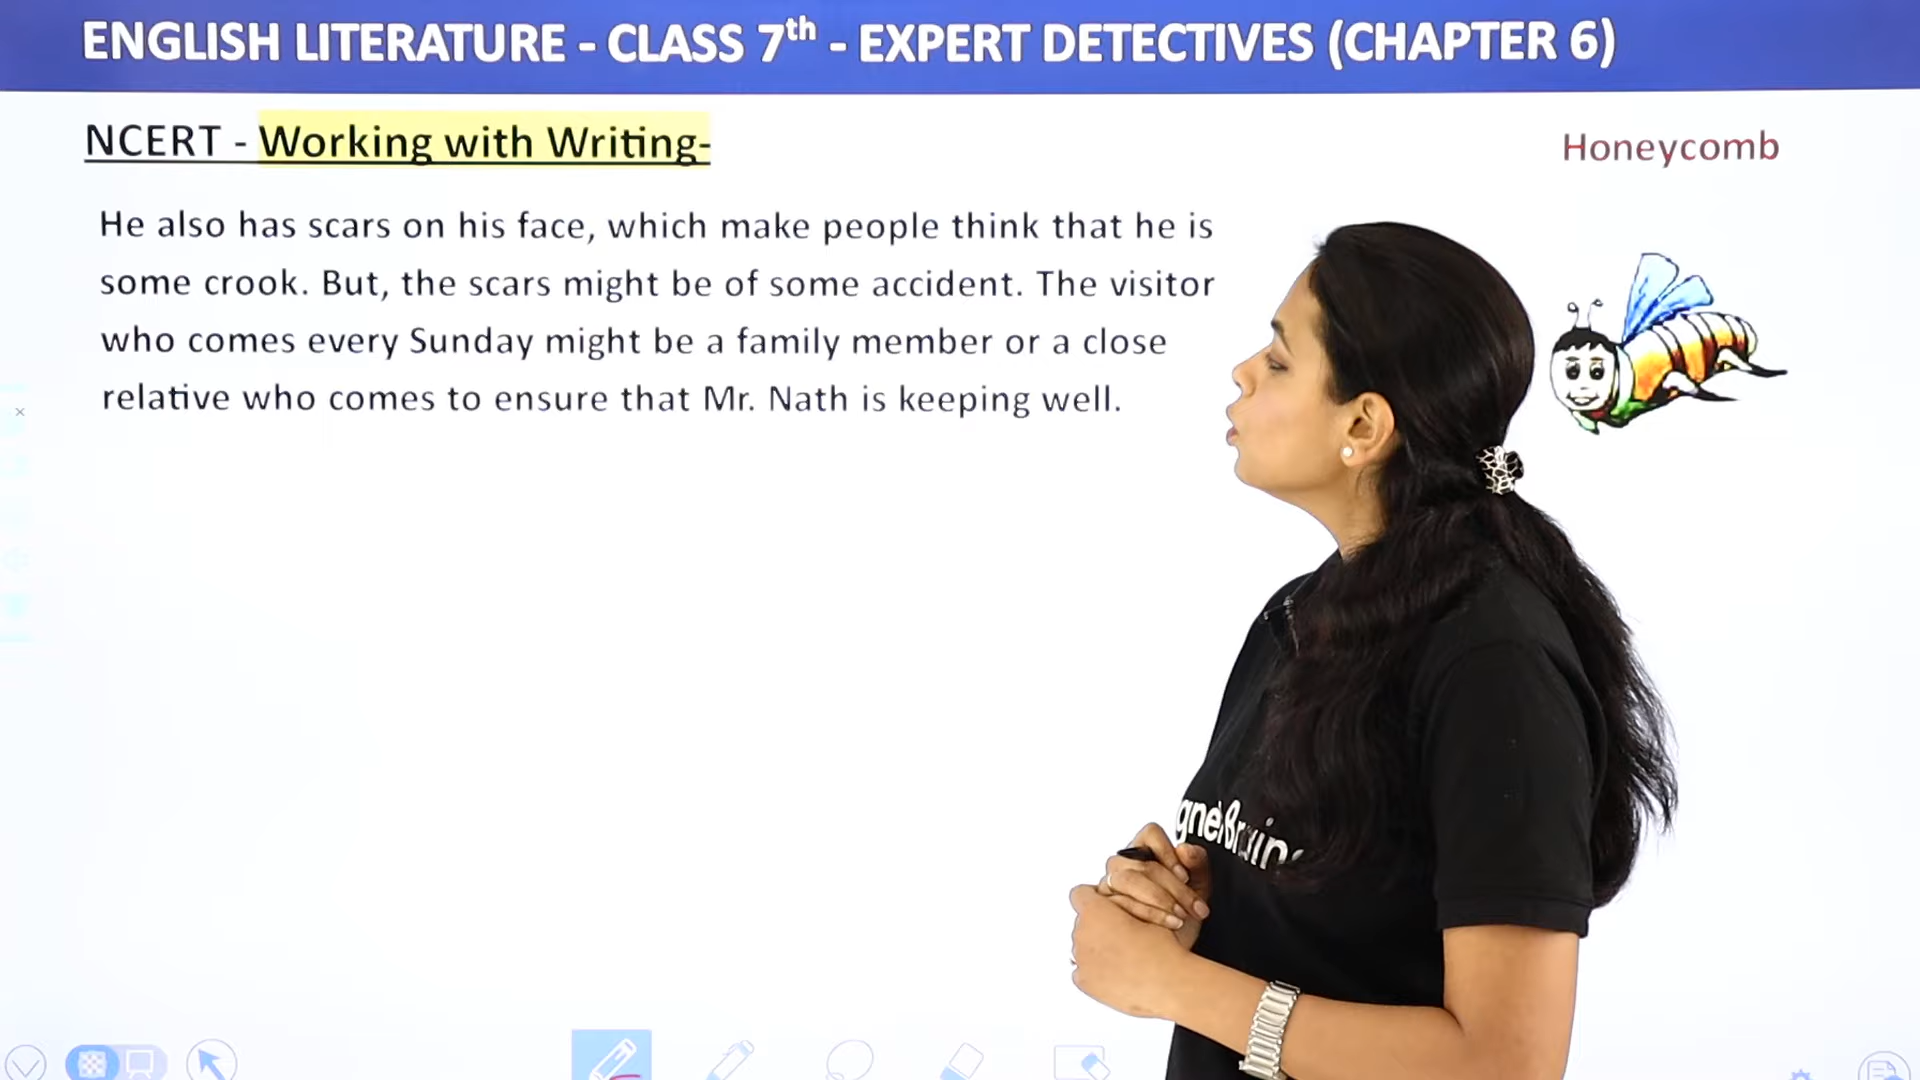 ENGLISH LITERATURE - CLASS 7th - EXPERT DETECTIVES (CHAPTER 6)
NCERT - Working with Writing-
Honeycomb
He also has scars on his face, which make people think that he is
some crook. But, the scars might be of some accident. The visitor
who comes every Sunday might be a family member or a close
relative who comes to ensure that Mr. Nath is keeping well.